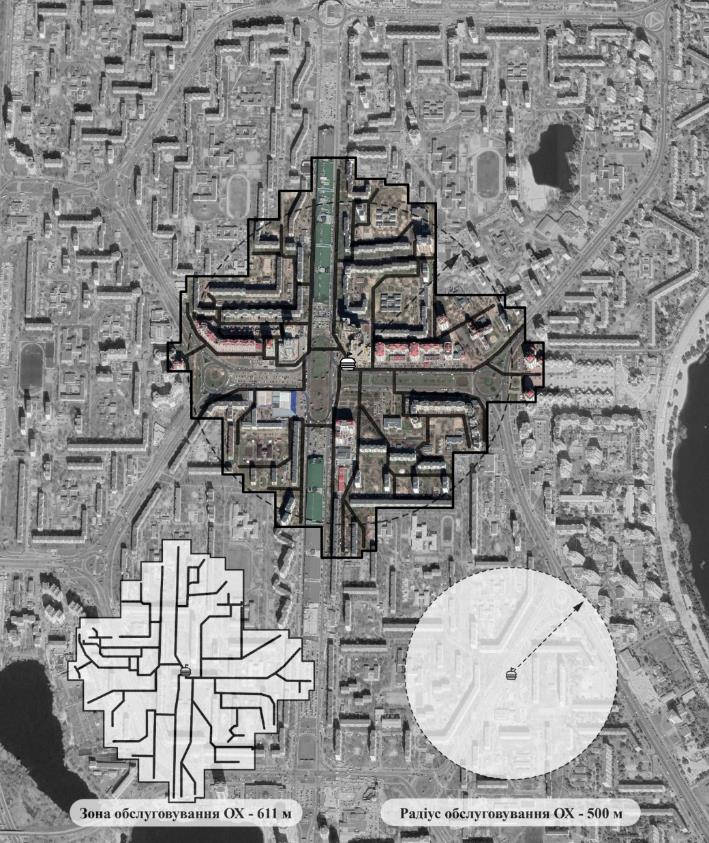 Зона обслуговування ОХ - 611 м
Радіус обслуговування ОХ - 500 м